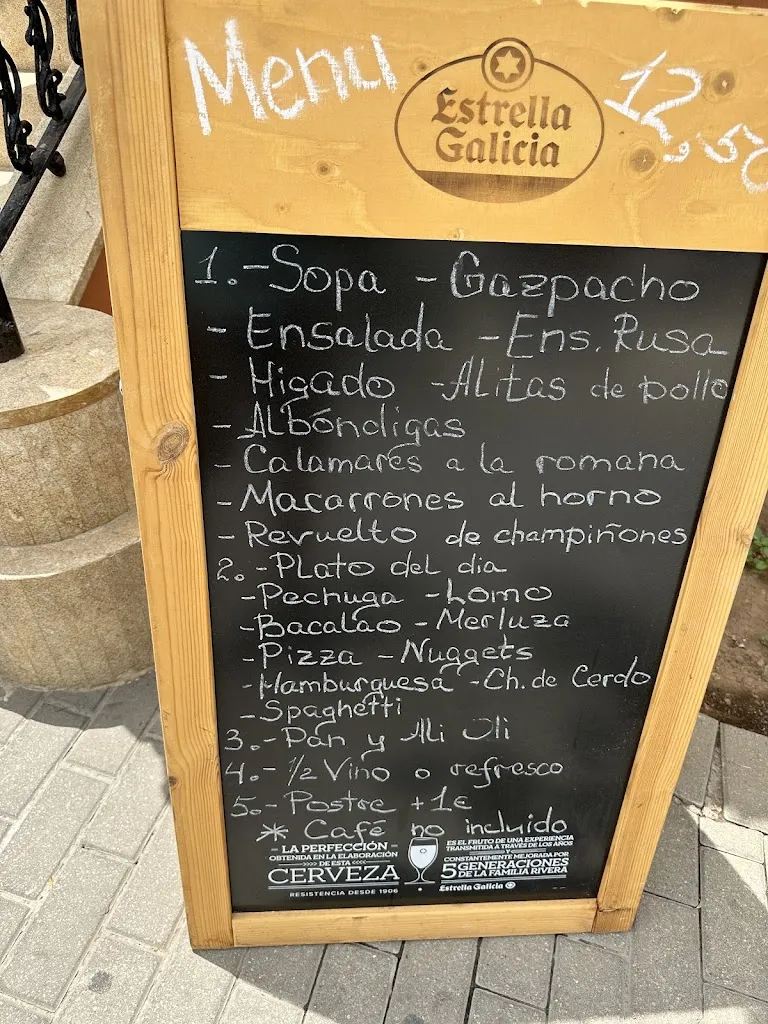 Menu
Estrella
Galicia
12,50
1.- Sopa - Gazpacho
- Ensalada - Ens. Rusa
- Higado - Alitas de pollo
- Albóndigas
- Calamares a la romana
- Macarrones al horno
- Revuelto de champiñones
2.- Plato del dia
- Pechuga - Lomo
- Bacalao - Merluza
- Pizza - Nuggets
- Hamburguesa - Ch. de Cerdo
- Spaghetti
3.- Pan y Ali Oli
4.- 1/2 Vino o refresco
5.- Postre +1€
* Café no incluido
- LA PERFECCIÓN -
OBTENIDA EN LA ELABORACIÓN
>>>> DE ESTA <<<<
CERVEZA
RESISTENCIA DESDE 1906
ES EL FRUTO DE UNA EXPERIENCIA
TRANSMITIDA A TRAVÉS DE LOS AÑOS
Y
CONSTANTEMENTE MEJORADA POR
5 GENERACIONES
DE LA FAMILIA RIVERA
Estrella Galicia